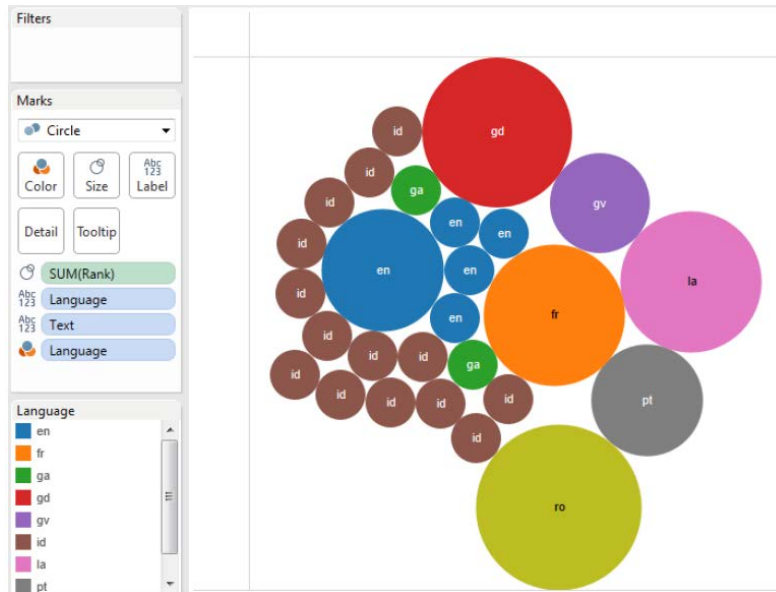 Filters
Marks
Circle
Abc
123
Color
Size
Label
Detail
Tooltip
SUM(Rank)
Abc
123
Language
Abc
123
Text
Language
Language
en
fr
ga
gd
gv
id
la
pt
gd
id
id
ga
gv
id
en
en
id
en
en
la
id
fr
en
id
id
id
ga
id
id
id
id
id
pt
id
ro